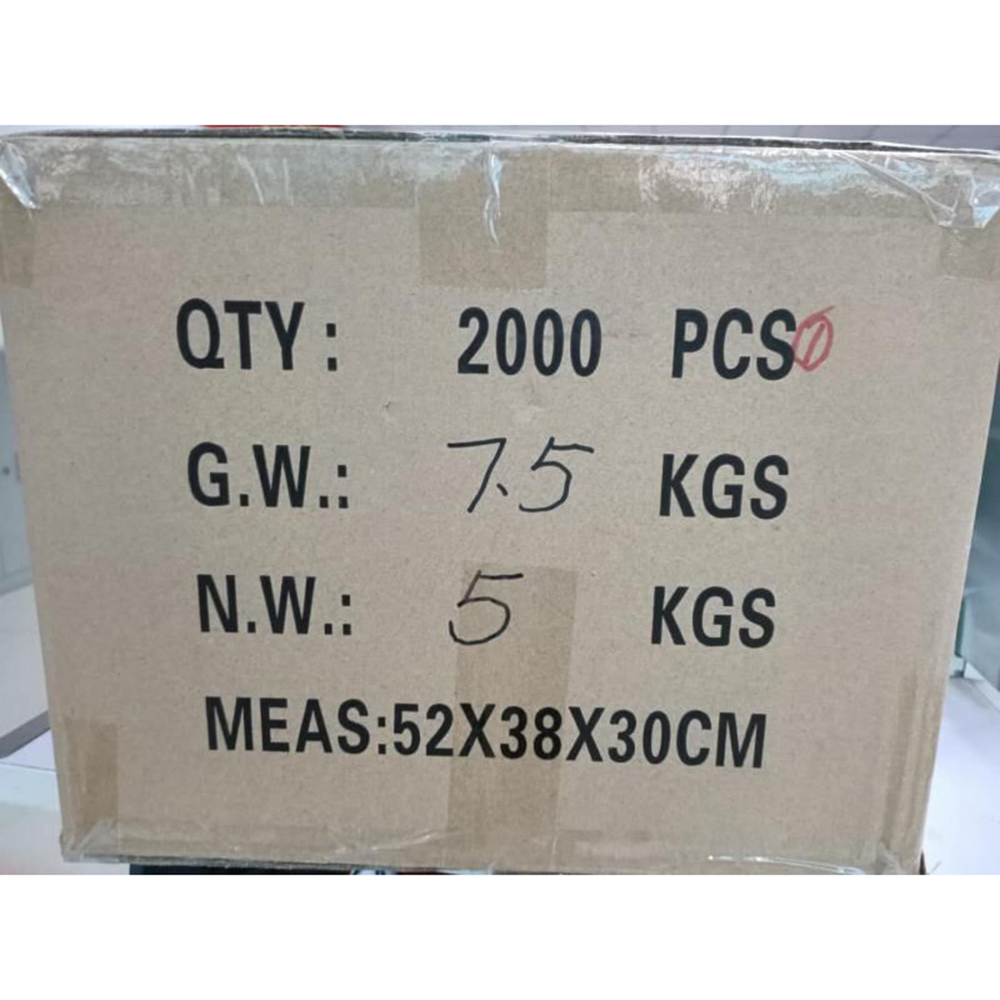 QTY: 2000 PCS
G.W.: 7.5 KGS
N.W.: 5 KGS
MEAS:52X38X30CM